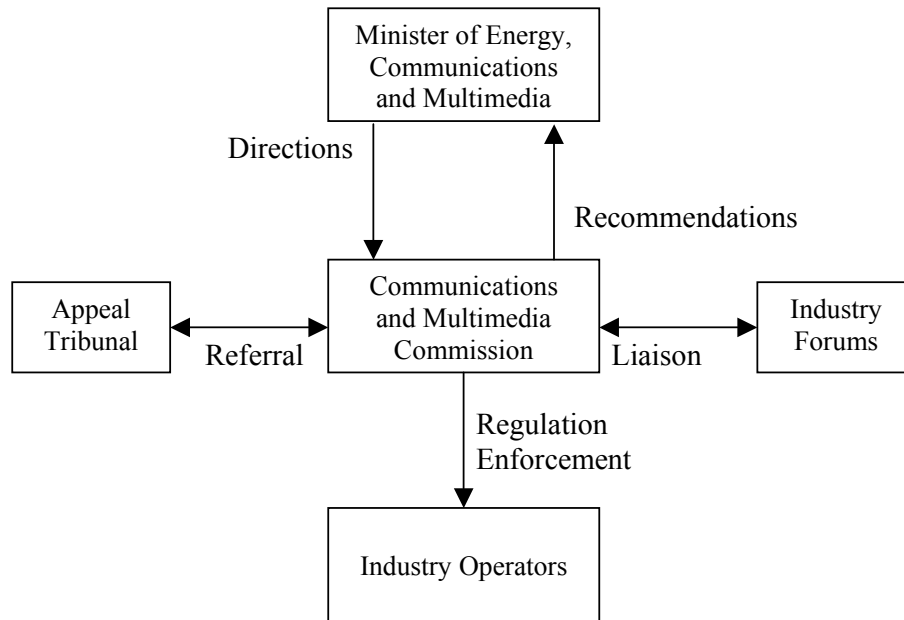 Minister of Energy,
Communications
and Multimedia
Directions
Recommendations
Appeal
Tribunal
Referral
Communications
and Multimedia
Commission
Liaison
Industry
Forums
Regulation
Enforcement
Industry Operators